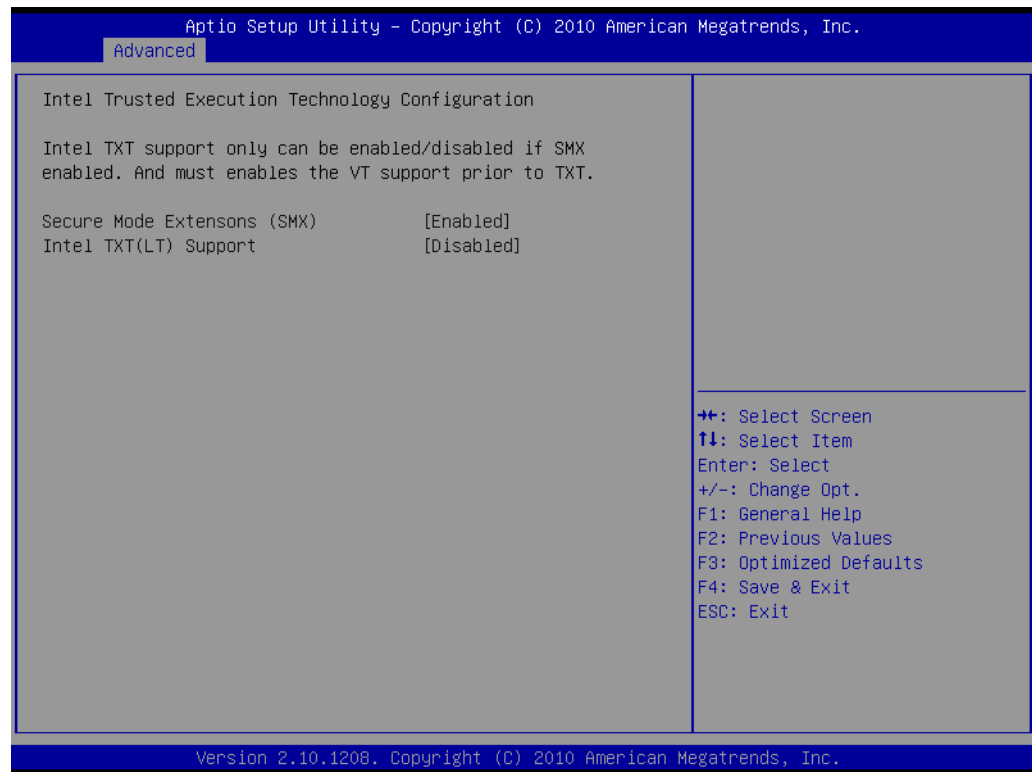 Aptio Setup Utility – Copyright (C) 2010 American Megatrends, Inc.
Advanced
Intel Trusted Execution Technology Configuration
Intel TXT support only can be enabled/disabled if SMX
enabled. And must enables the VT support prior to TXT.
Secure Mode Extensons (SMX) [Enabled]
Intel TXT(LT) Support [Disabled]
→←: Select Screen
↑↓: Select Item
Enter: Select
+/-: Change Opt.
F1: General Help
F2: Previous Values
F3: Optimized Defaults
F4: Save & Exit
ESC: Exit
Version 2.10.1208. Copyright (C) 2010 American Megatrends, Inc.